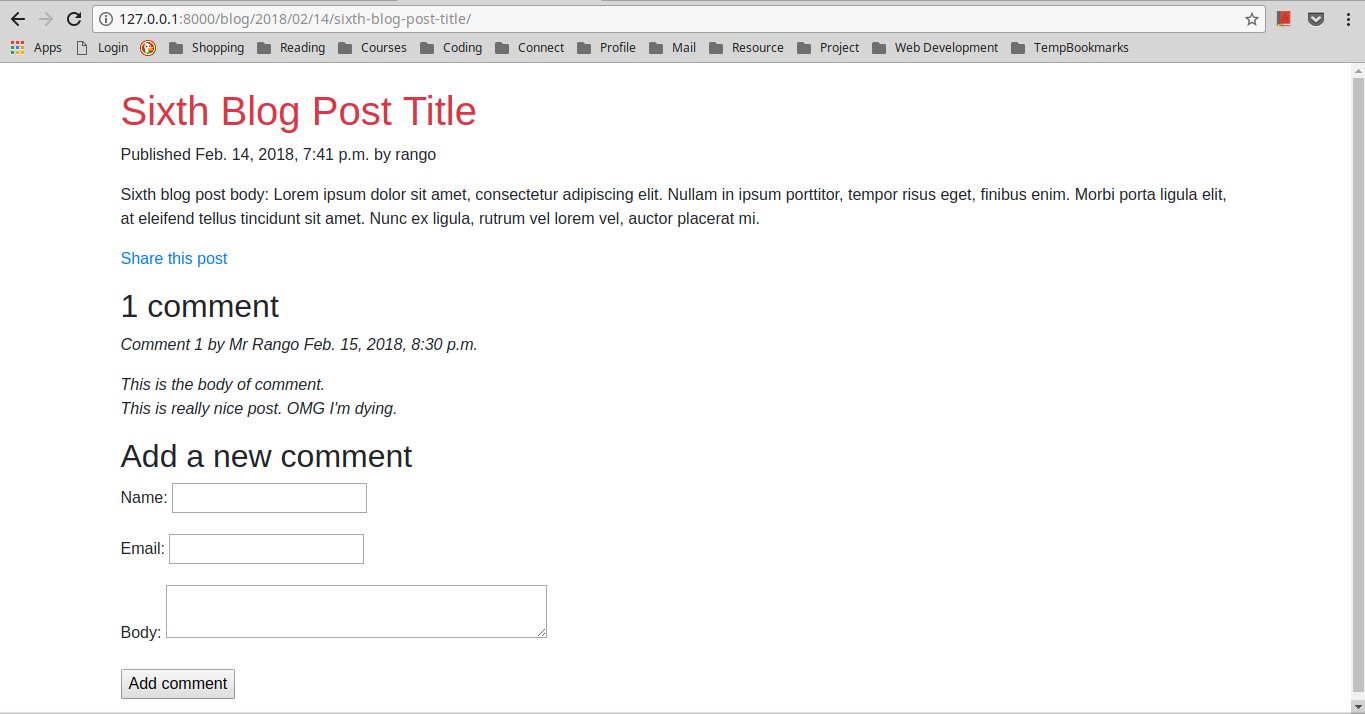 127.0.0.1:8000/blog/2018/02/14/sixth-blog-post-title/
Apps Login Shopping Reading Courses Coding Connect Profile Mail Resource Project Web Development TempBookmarks
Sixth Blog Post Title
Published Feb. 14, 2018, 7:41 p.m. by rango
Sixth blog post body: Lorem ipsum dolor sit amet, consectetur adipiscing elit. Nullam in ipsum porttitor, tempor risus eget, finibus enim. Morbi porta ligula elit,
at eleifend tellus tincidunt sit amet. Nunc ex ligula, rutrum vel lorem vel, auctor placerat mi.
Share this post
1 comment
Comment 1 by Mr Rango Feb. 15, 2018, 8:30 p.m.
This is the body of comment.
This is really nice post. OMG I'm dying.
Add a new comment
Name:
Email:
Body:
Add comment